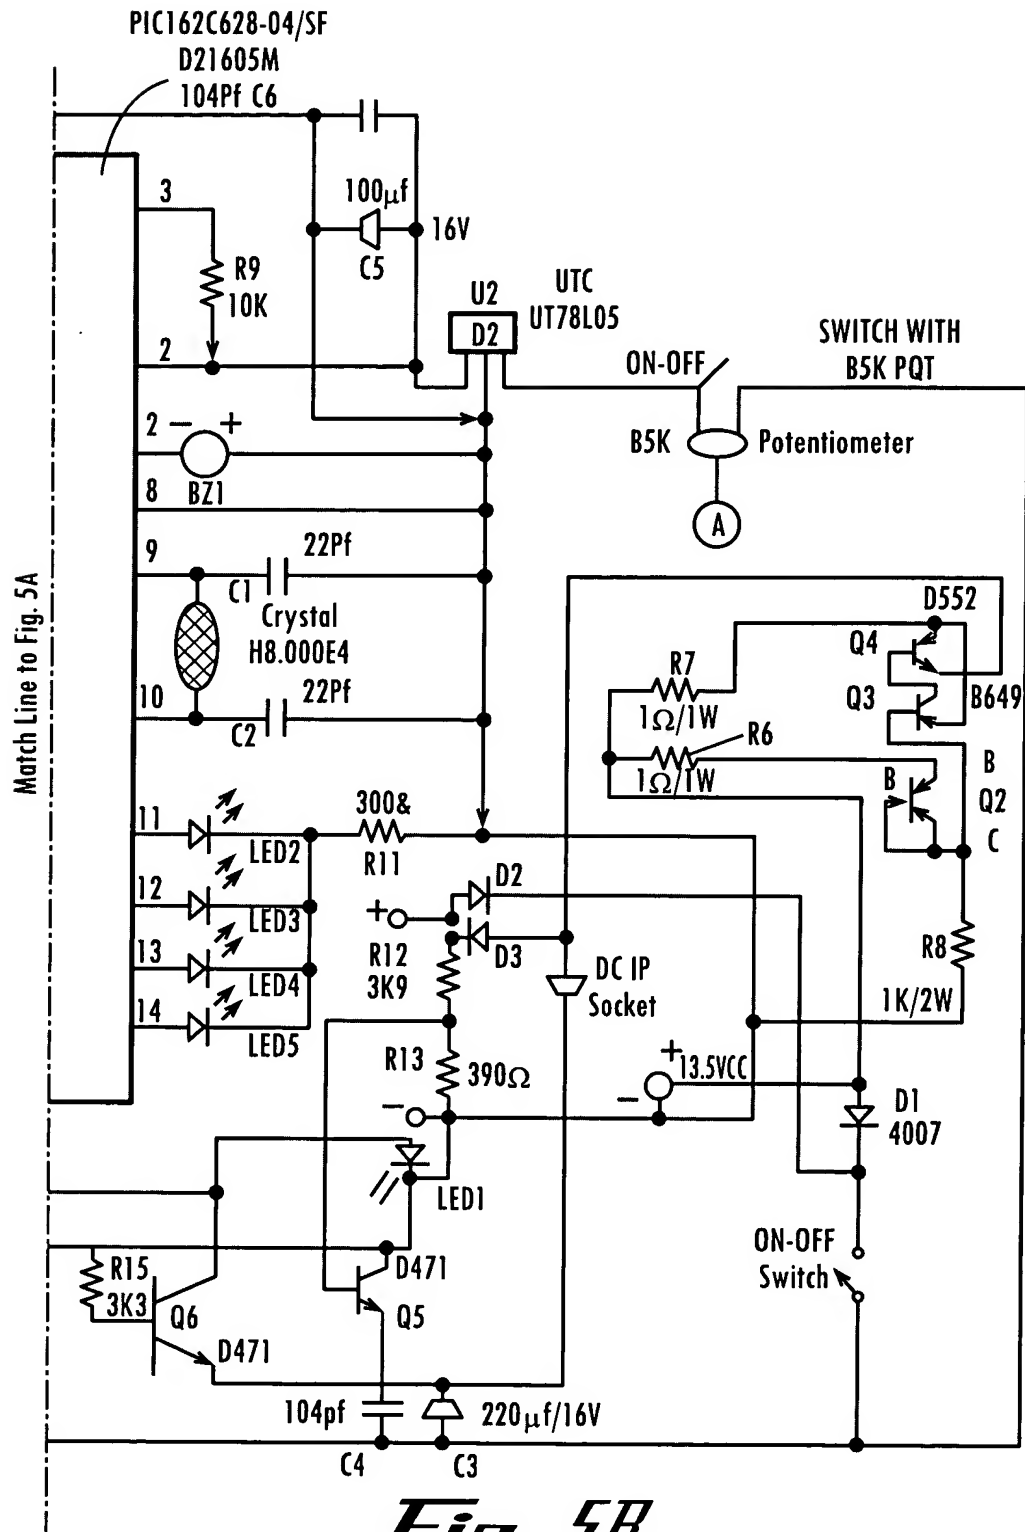 PIC162C628-04/SF
D21605M
104Pf C6
3
100µf
16V
C5
R9
10K
U2
UTC
UT78L05
D2
2
ON-OFF
SWITCH WITH
B5K PQT
2
- +
BZ1
B5K
Potentiometer
A
8
9
22Pf
C1
Crystal
H8.000E4
10
22Pf
C2
Match Line to Fig. 5A
D552
Q4
R7
1Ω/1W
Q3
B649
R6
1Ω/1W
B
B
Q2
C
11
LED2
300&
R11
12
LED3
+
D2
D3
R12
3K9
13
LED4
DC IP
Socket
R8
1K/2W
14
LED5
R13
390Ω
+
13.5VCC
-
-
D1
4007
LED1
ON-OFF
Switch
R15
3K3
Q6
D471
D471
Q5
104pf
220µf/16V
C4
C3
Fig. 5B